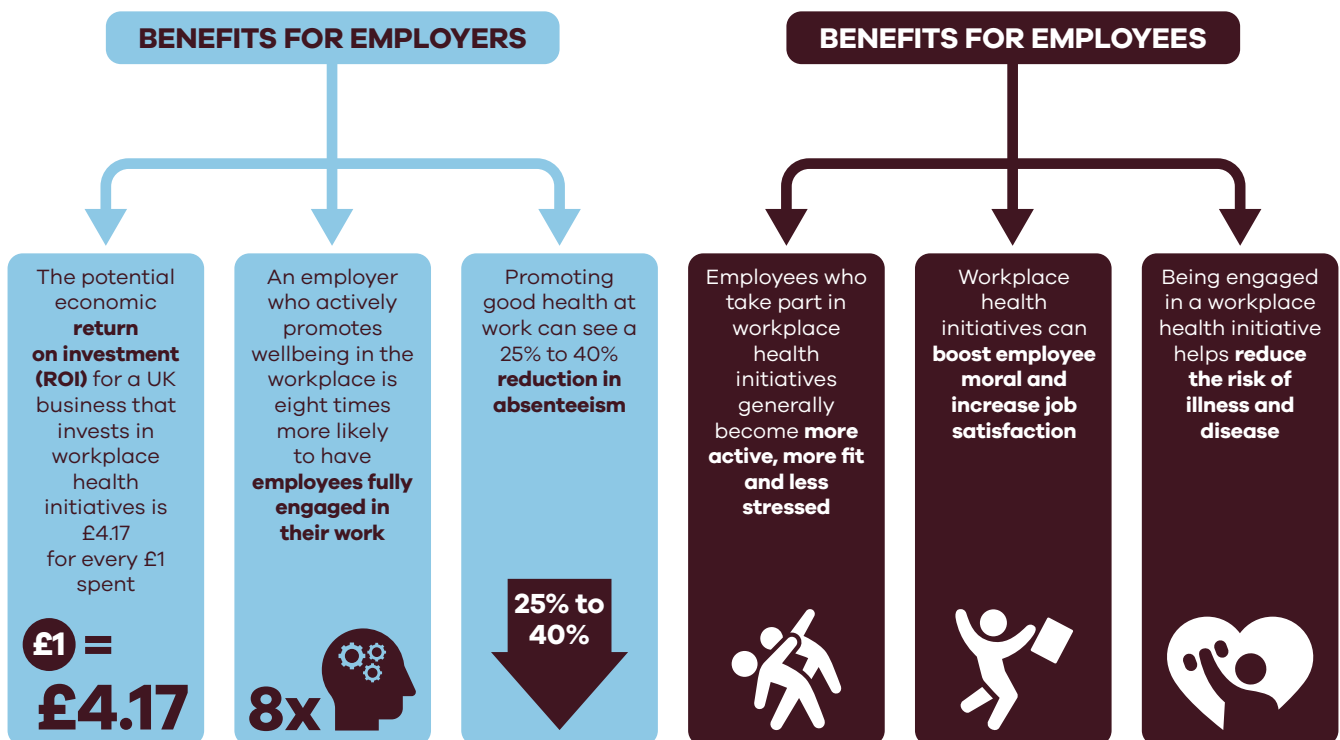 BENEFITS FOR EMPLOYERS
The potential
economic
return
on investment
(ROI) for a UK
business that
invests in
workplace
health
initiatives is
£4.17
for every £1
spent
£1 =
£4.17
An employer
who actively
promotes
wellbeing in the
workplace is
eight times
more likely
to have
employees fully
engaged in
their work
8x
Promoting
good health at
work can see a
25% to 40%
reduction in
absenteeism
25% to
40%
BENEFITS FOR EMPLOYEES
Employees who
take part in
workplace
health
initiatives
generally
become more
active, more fit
and less
stressed
Workplace
health
initiatives can
boost employee
moral and
increase job
satisfaction
Being engaged
in a workplace
health initiative
helps reduce
the risk of
illness and
disease